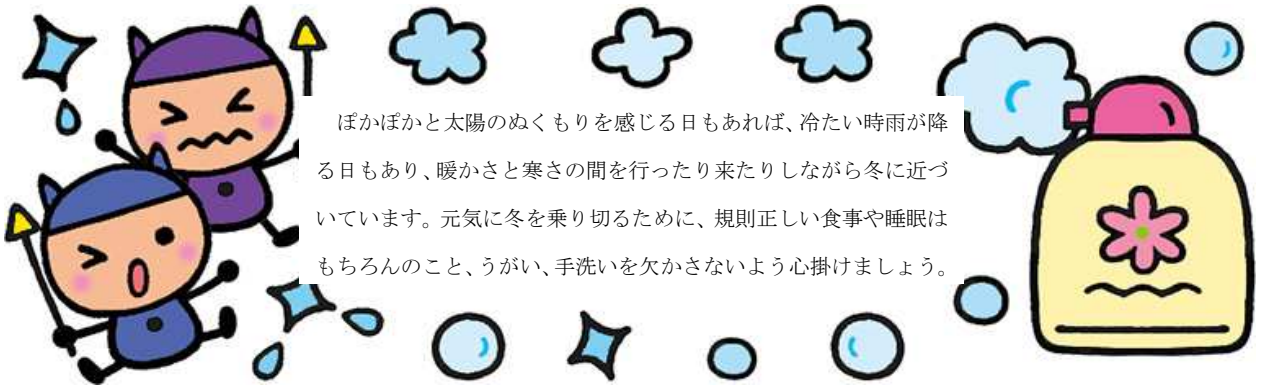 ぽかぽかと太陽のぬくもりを感じる日もあれば、冷たい時雨が降
る日もあり、暖かさと寒さの間を行ったり来たりしながら冬に近づ
いています。元気に冬を乗り切るために、規則正しい食事や睡眠は
もちろんのこと、うがい、手洗いを欠かさないよう心掛けましょう。